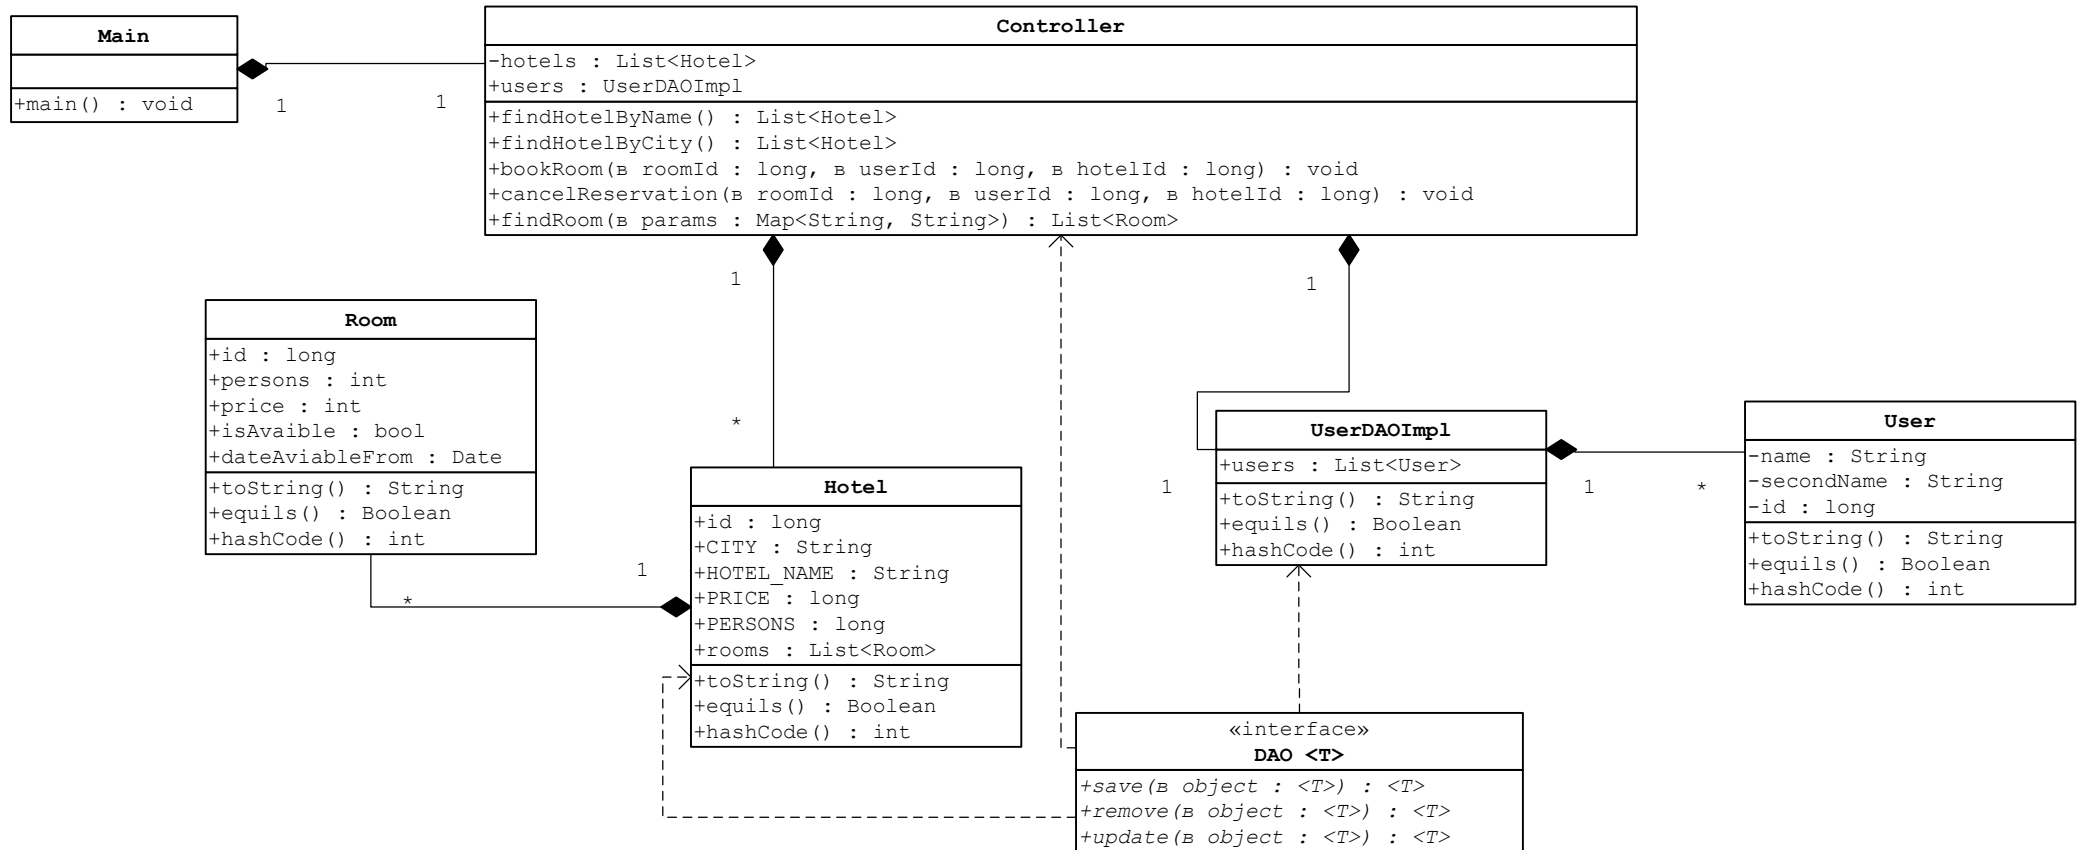 Main
+main() : void
1
1
Controller
-hotels : List<Hotel>
+users : UserDAOImpl
+findHotelByName() : List<Hotel>
+findHotelByCity() : List<Hotel>
+bookRoom(в roomId : long, в userId : long, в hotelId : long) : void
+cancelReservation(в roomId : long, в userId : long, в hotelId : long) : void
+findRoom(в params : Map<String, String>) : List<Room>
1
*
1
1
Room
+id : long
+persons : int
+price : int
+isAvaible : bool
+dateAviableFrom : Date
+toString() : String
+equils() : Boolean
+hashCode() : int
*
1
Hotel
+id : long
+CITY : String
+HOTEL_NAME : String
+PRICE : long
+PERSONS : long
+rooms : List<Room>
+toString() : String
+equils() : Boolean
+hashCode() : int
UserDAOImpl
+users : List<User>
+toString() : String
+equils() : Boolean
+hashCode() : int
1
*
User
-name : String
-secondName : String
-id : long
+toString() : String
+equils() : Boolean
+hashCode() : int
«interface»
DAO <T>
+save(в object : <T>) : <T>
+remove(в object : <T>) : <T>
+update(в object : <T>) : <T>